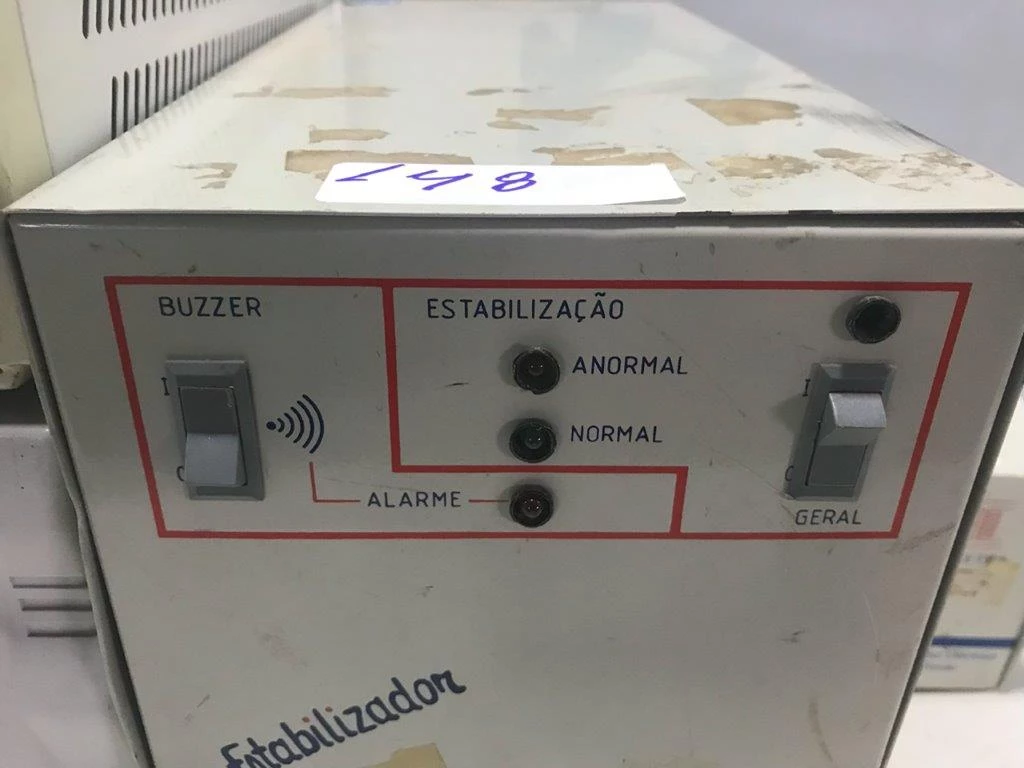 148
BUZZER
ESTABILIZAÇÃO
ANORMAL
NORMAL
I
I
ALARME
GERAL
Estabilizador